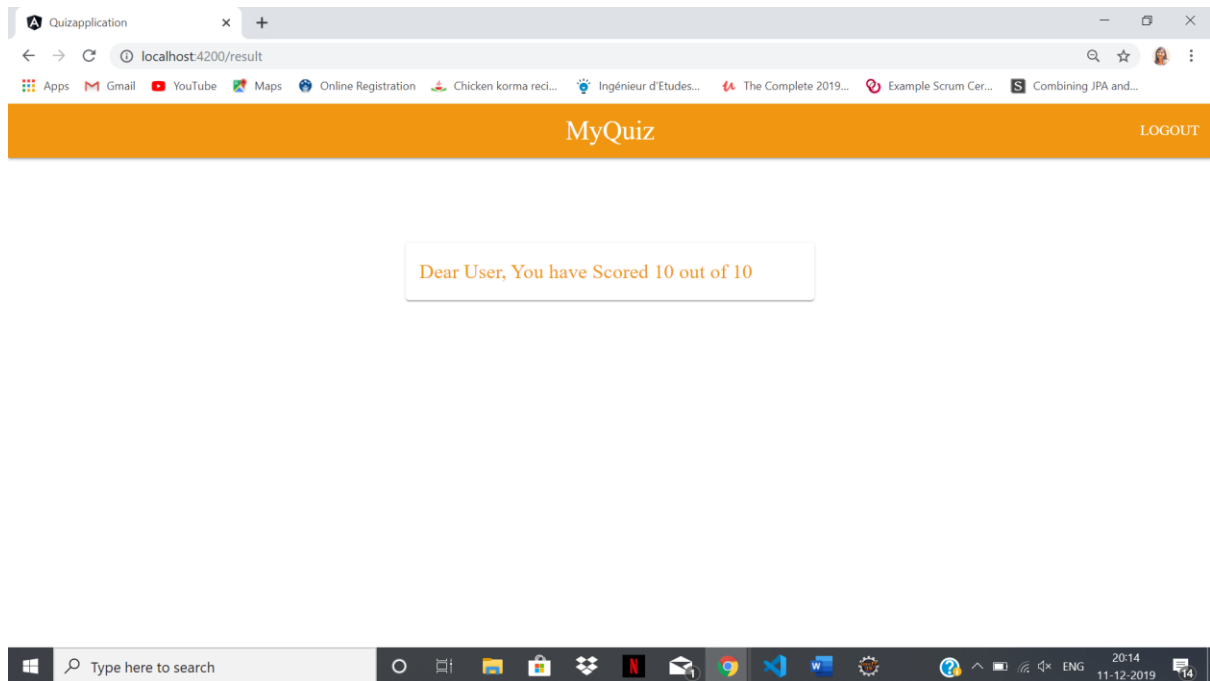 Quizapplication
localhost:4200/result
Apps Gmail YouTube Maps Online Registration Chicken korma reci... Ingénieur d'Etudes... The Complete 2019... Example Scrum Cer... S Combining JPA and...
MyQuiz LOGOUT
Dear User, You have Scored 10 out of 10
Type here to search
ENG 20:14
11-12-2019
14